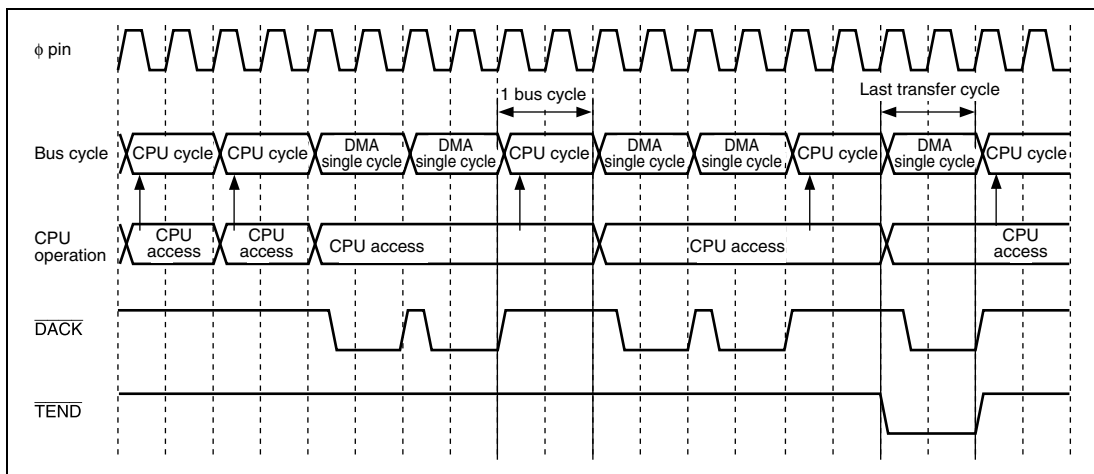 φ pin
1 bus cycle
Last transfer cycle
Bus cycle
CPU cycle
CPU cycle
DMA
single cycle
DMA
single cycle
CPU cycle
DMA
single cycle
DMA
single cycle
CPU cycle
DMA
single cycle
CPU cycle
CPU
operation
CPU
access
CPU
access
CPU access
CPU access
CPU
access
DACK
TEND